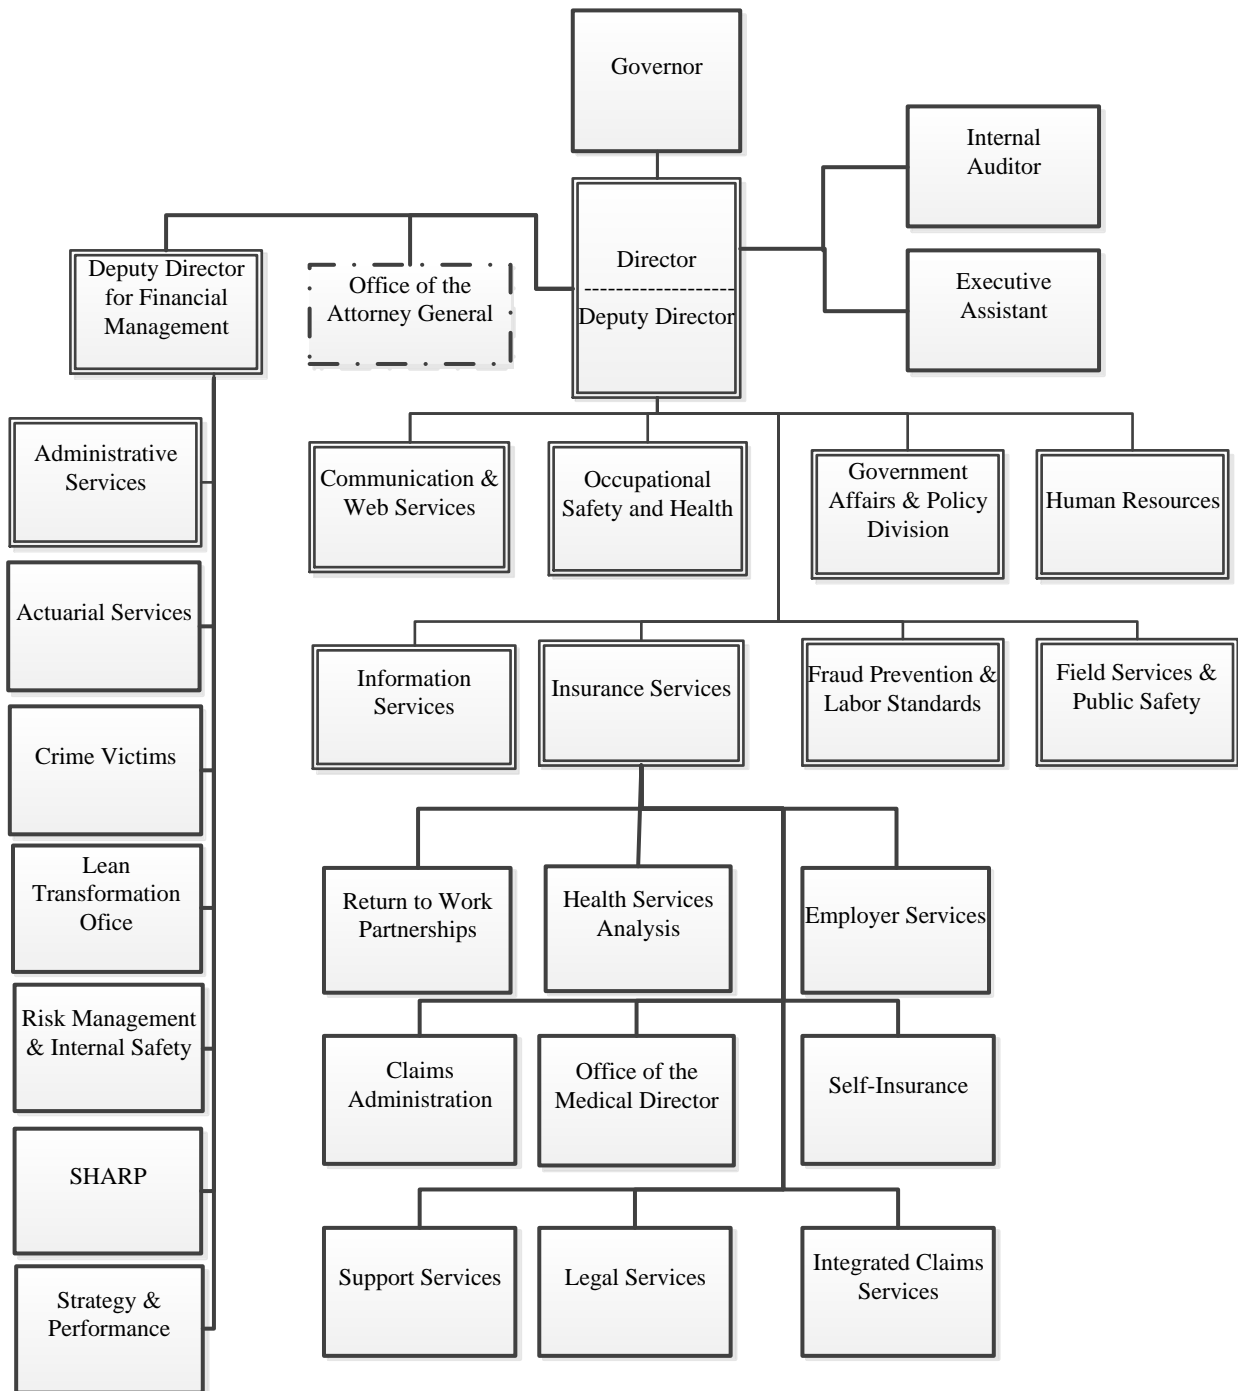 Governor
Internal
Auditor
Director
Deputy Director
Executive
Assistant
Deputy Director
for Financial
Management
Office of the
Attorney General
Administrative
Services
Actuarial Services
Crime Victims
Lean
Transformation
Ofice
Risk Management
& Internal Safety
SHARP
Strategy &
Performance
Communication &
Web Services
Occupational
Safety and Health
Government
Affairs & Policy
Division
Human Resources
Information
Services
Insurance Services
Fraud Prevention &
Labor Standards
Field Services &
Public Safety
Return to Work
Partnerships
Health Services
Analysis
Employer Services
Claims
Administration
Office of the
Medical Director
Self-Insurance
Support Services
Legal Services
Integrated Claims
Services